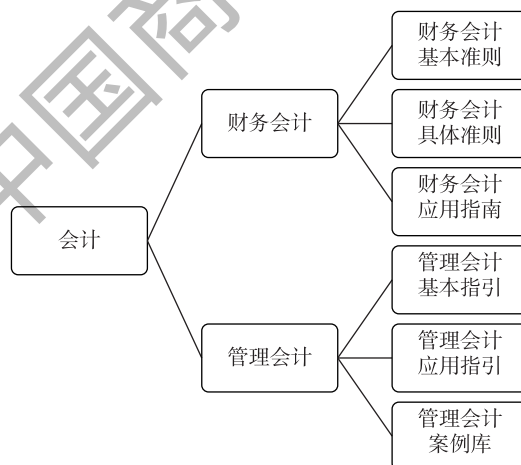 中国商
财务会计
基本准则
财务会计
财务会计
具体准则
财务会计
应用指南
会计
管理会计
基本指引
管理会计
管理会计
应用指引
管理会计
案例库